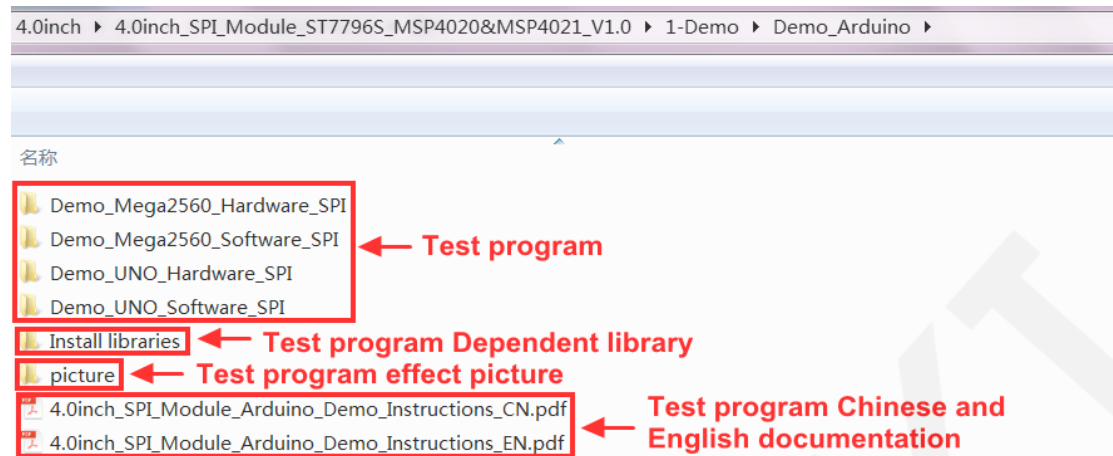 4.0inch ▸ 4.0inch_SPI_Module_ST7796S_MSP4020&MSP4021_V1.0 ▸ 1-Demo ▸ Demo_Arduino ▸
名称
Demo_Mega2560_Hardware_SPI
Demo_Mega2560_Software_SPI
Test program
Demo_UNO_Hardware_SPI
Demo_UNO_Software_SPI
Install libraries
Test program Dependent library
picture
Test program effect picture
4.0inch_SPI_Module_Arduino_Demo_Instructions_CN.pdf
4.0inch_SPI_Module_Arduino_Demo_Instructions_EN.pdf
Test program Chinese and
English documentation